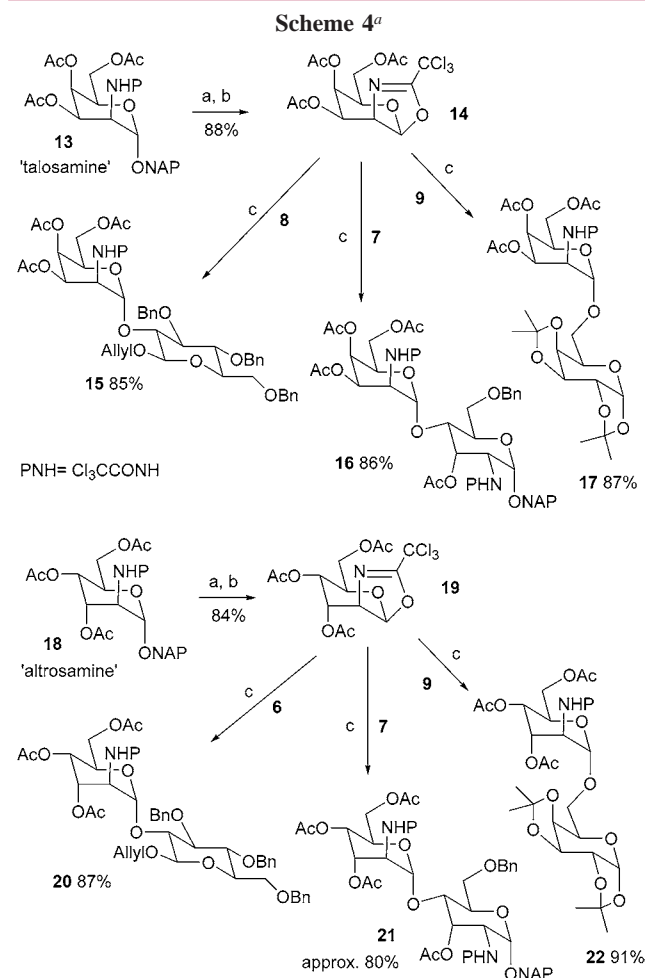 Scheme 4a
AcO OAc
NHP
AcO O
13
'talosamine'
ONAP
a, b
88%
AcO OAc CCl3
N
AcO O
O
14
c 8
c 7
9 c
AcO OAc
NHP
AcO O
O BnO
AllylO O OBn
OBn
15 85%
AcO OAc
NHP
AcO O
O OBn
O
AcO PHN
ONAP
16 86%
AcO OAc
NHP
AcO O
O
O
O O
O
O
17 87%
PNH= Cl3CCONH
OAc
AcO NHP
O
OAc
ONAP
18
'altrosamine'
a, b
84%
OAc CCl3
AcO N
O
O
OAc
19
c 6
c 7
9 c
OAc
AcO NHP
O
OAc
O BnO
AllylO O OBn
OBn
20 87%
OAc
AcO NHP
O
OAc
O OBn
O
AcO PHN
ONAP
21
approx. 80%
OAc
AcO NHP
O
OAc
O
O
O O
O
O
22 91%